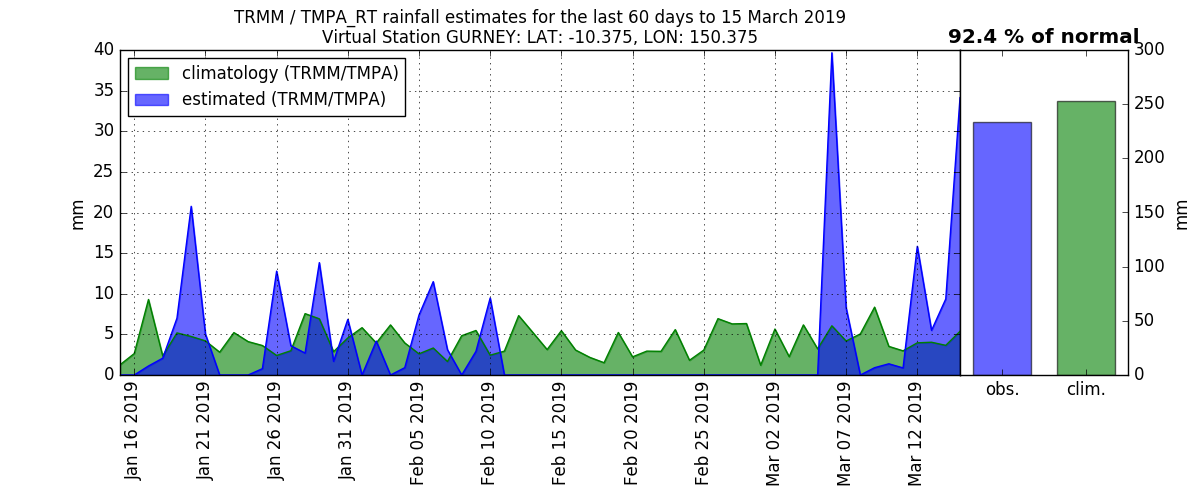 TRMM / TMPA_RT rainfall estimates for the last 60 days to 15 March 2019
Virtual Station GURNEY: LAT: -10.375, LON: 150.375
92.4 % of normal
climatology (TRMM/TMPA)
estimated (TRMM/TMPA)
40
35
30
25
20
15
10
5
0
mm
300
250
200
150
100
50
0
mm
Jan 16 2019
Jan 21 2019
Jan 26 2019
Jan 31 2019
Feb 05 2019
Feb 10 2019
Feb 15 2019
Feb 20 2019
Feb 25 2019
Mar 02 2019
Mar 07 2019
Mar 12 2019
obs.
clim.